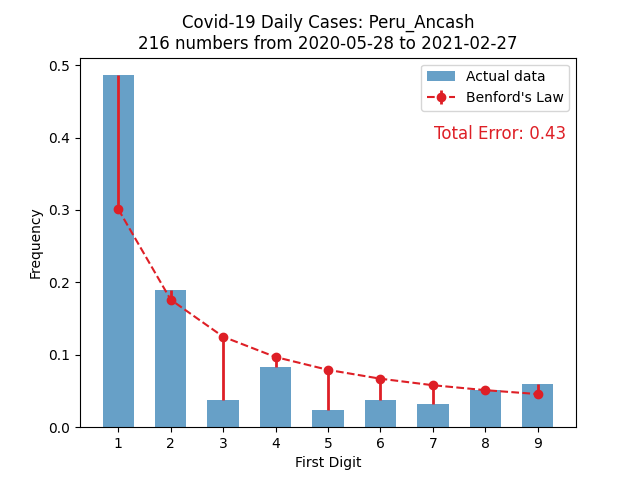 Covid-19 Daily Cases: Peru_Ancash
216 numbers from 2020-05-28 to 2021-02-27
Actual data
Benford's Law
Total Error: 0.43
Frequency
0.5
0.4
0.3
0.2
0.1
0.0
1 2 3 4 5 6 7 8 9
First Digit